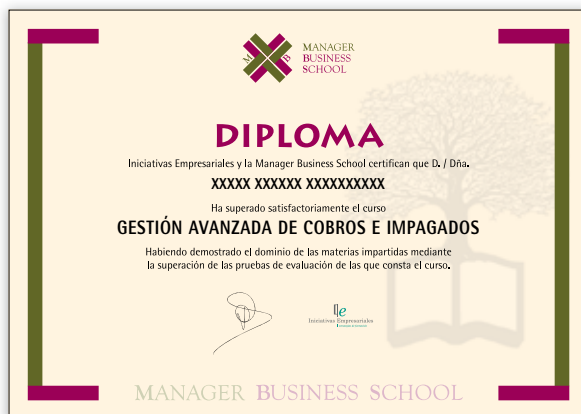 M B
MANAGER
BUSINESS
SCHOOL
DIPLOMA
Iniciativas Empresariales y la Manager Business School certifican que D. / Dña.
XXXXX XXXXXX XXXXXXXXXX
Ha superado satisfactoriamente el curso
GESTIÓN AVANZADA DE COBROS E IMPAGADOS
Habiendo demostrado el dominio de las materias impartidas mediante
la superación de las pruebas de evaluación de las que consta el curso.
Ie
Iniciativas Empresariales
MANAGER BUSINESS SCHOOL